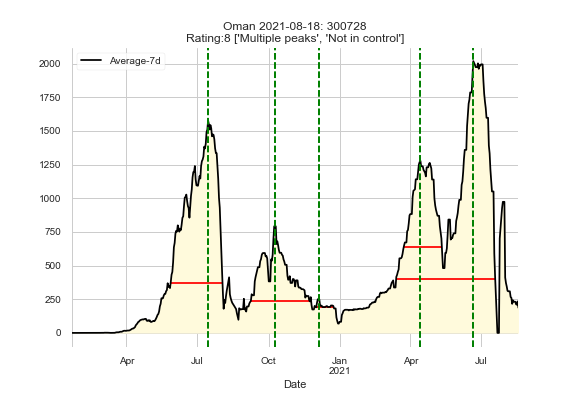 Oman 2021-08-18: 300728
Rating:8 ['Multiple peaks', 'Not in control']
Average-7d
2000
1750
1500
1250
1000
750
500
250
0
Apr Jul Oct Jan Apr Jul
2021
Date